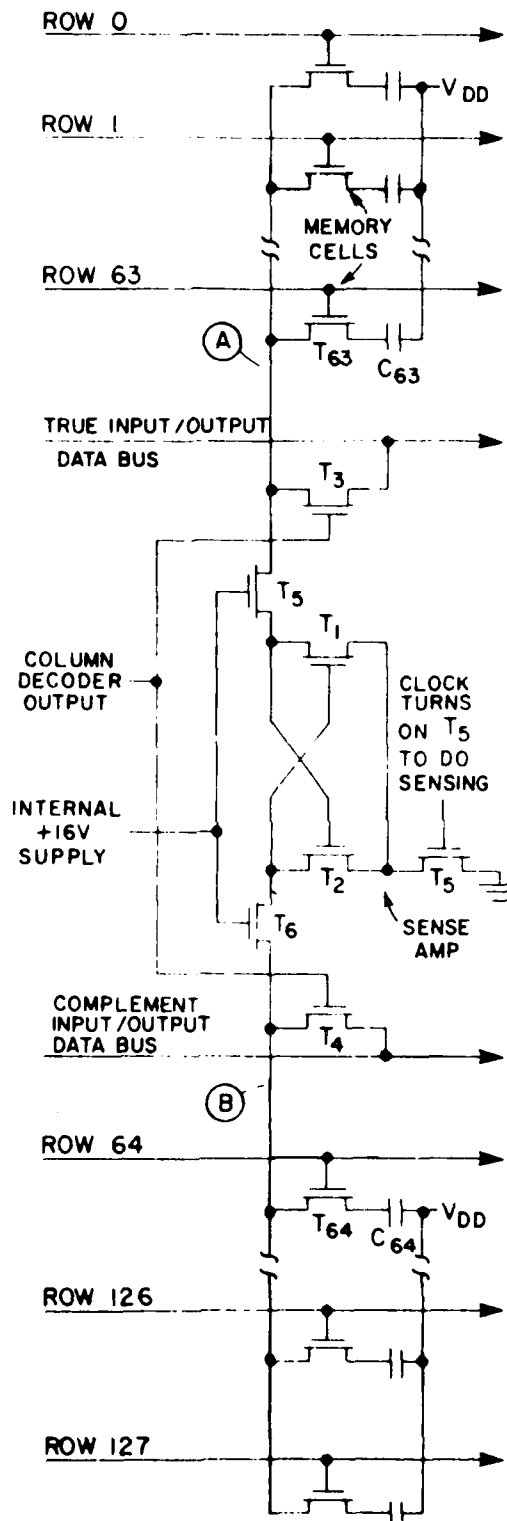 ROW 0
V DD
ROW 1
MEMORY
CELLS
ROW 63
A
T63
C63
TRUE INPUT/OUTPUT
DATA BUS
T3
T5
T1
COLUMN
DECODER
OUTPUT
CLOCK
TURNS
ON T5
TO DO
SENSING
INTERNAL
+16V
SUPPLY
T2
T5
T6
SENSE
AMP
COMPLEMENT
INPUT/OUTPUT
DATA BUS
T4
B
ROW 64
T64
C64
VDD
ROW 126
ROW 127